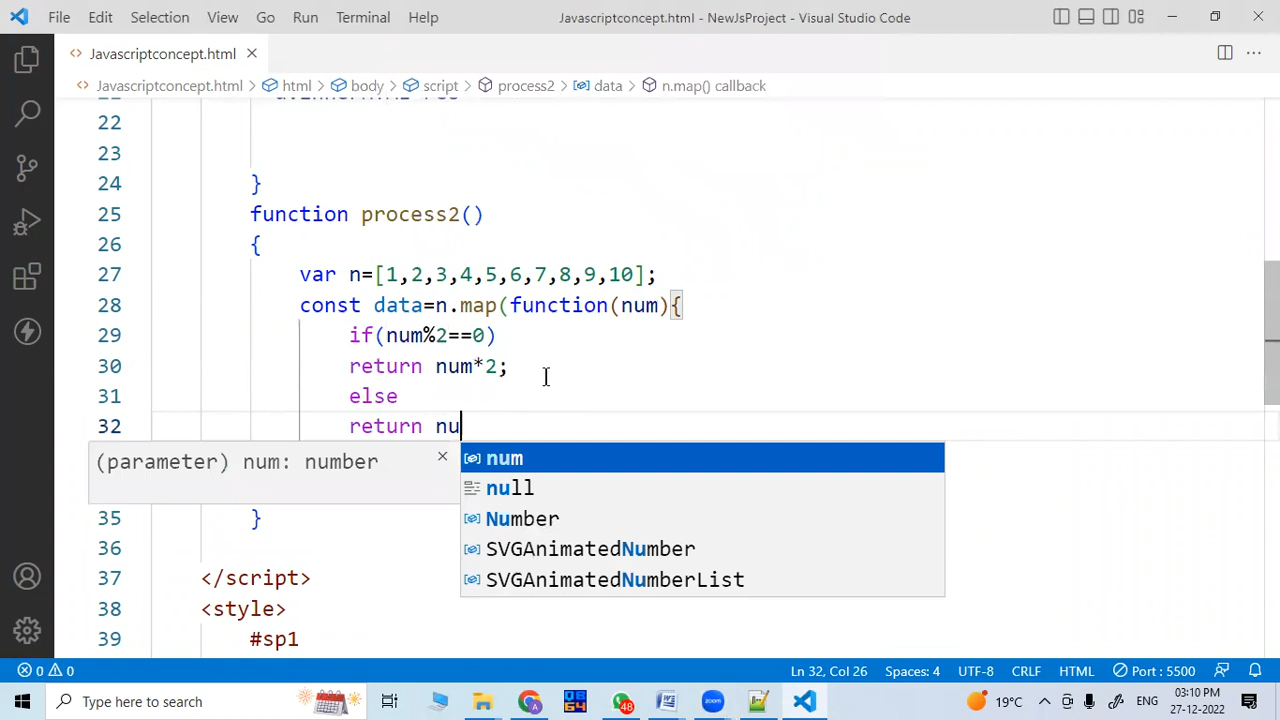 File Edit Selection View Go Run Terminal Help Javascriptconcept.html - NewJsProject - Visual Studio Code
<> Javascriptconcept.html
<> Javascriptconcept.html > html > body > script > process2 > data > n.map() callback
22
23
24 }
25 function process2()
26 {
27 var n=[1,2,3,4,5,6,7,8,9,10];
28 const data=n.map(function(num){
29 if(num%2==0)
30 return num*2;
31 else
32 return nu
(parameter) num: number
num
null
Number
SVGAnimatedNumber
SVGAnimatedNumberList
35 }
36
37 </script>
38 <style>
39 #sp1
0 0 Ln 32, Col 26 Spaces: 4 UTF-8 CRLF HTML Port : 5500
Type here to search 48 19°C ENG 03:10 PM 27-12-2022